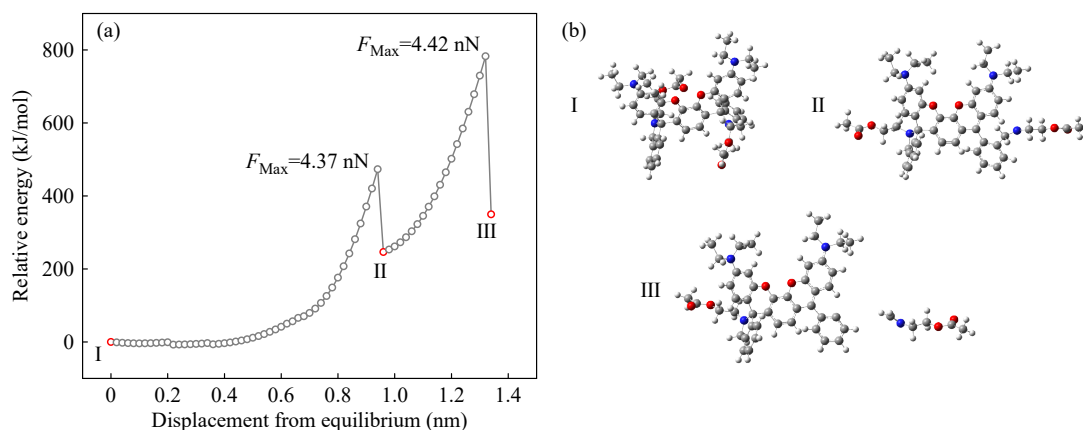 (a)
F Max=4.42 nN
F Max=4.37 nN
Relative energy (kJ/mol)
800
600
400
200
0
I
II
III
0 0.2 0.4 0.6 0.8 1.0 1.2 1.4
Displacement from equilibrium (nm)
(b)
I
II
III